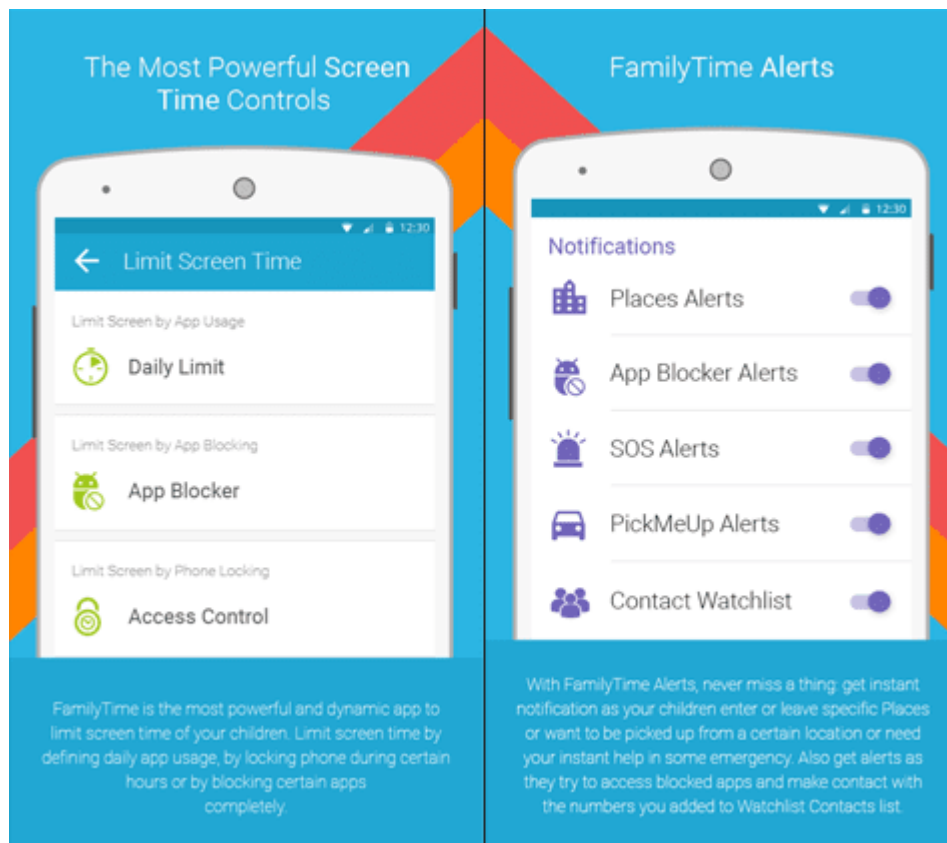 The Most Powerful Screen
Time Controls
12:30
Limit Screen Time
Limit Screen by App Usage
Daily Limit
Limit Screen by App Blocking
App Blocker
Limit Screen by Phone Locking
Access Control
FamilyTime is the most powerful and dynamic app to
limit screen time of your children. Limit screen time by
defining daily app usage, by locking phone during certain
hours or by blocking certain apps
completely.
FamilyTime Alerts
12:30
Notifications
Places Alerts
App Blocker Alerts
SOS Alerts
PickMeUp Alerts
Contact Watchlist
With FamilyTime Alerts, never miss a thing: get instant
notification as your children enter or leave specific Places
or want to be picked up from a certain location or need
your instant help in some emergency. Also get alerts as
they try to access blocked apps and make contact with
the numbers you added to Watchlist Contacts list.